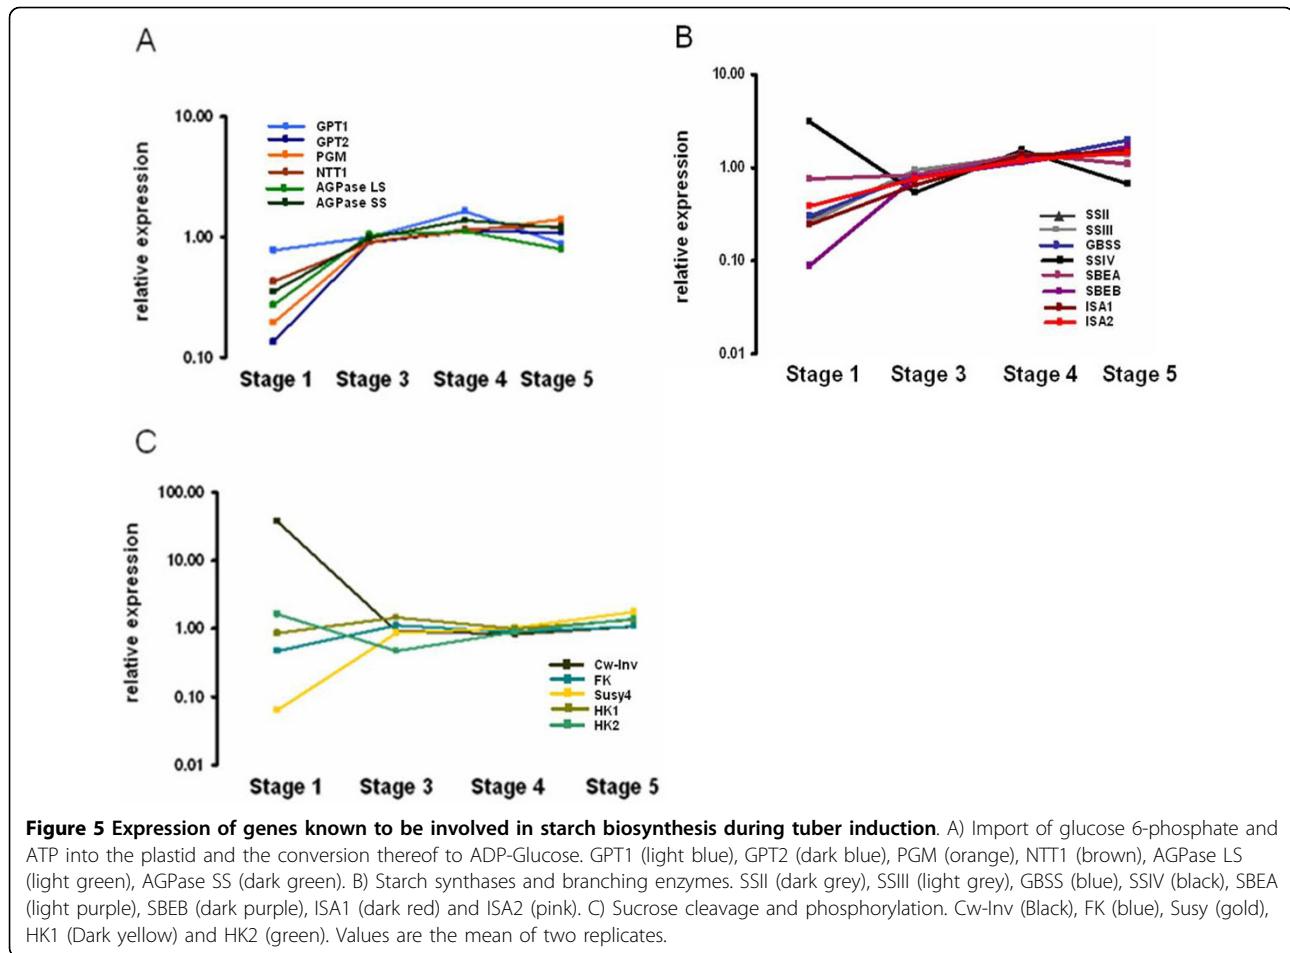 A
10.00
1.00
0.10
relative expression
GPT1
GPT2
PGM
NTT1
AGPase LS
AGPase SS
Stage 1 Stage 3 Stage 4 Stage 5
B
10.00
1.00
0.10
0.01
relative expression
SSII
SSIII
GBSS
SSIV
SBEA
SBEB
ISA1
ISA2
Stage 1 Stage 3 Stage 4 Stage 5
C
100.00
10.00
1.00
0.10
0.01
relative expression
Cw-Inv
FK
Susy4
HK1
HK2
Stage 1 Stage 3 Stage 4 Stage 5
Figure 5 Expression of genes known to be involved in starch biosynthesis during tuber induction. A) Import of glucose 6-phosphate and
ATP into the plastid and the conversion thereof to ADP-Glucose. GPT1 (light blue), GPT2 (dark blue), PGM (orange), NTT1 (brown), AGPase LS
(light green), AGPase SS (dark green). B) Starch synthases and branching enzymes. SSII (dark grey), SSIII (light grey), GBSS (blue), SSIV (black), SBEA
(light purple), SBEB (dark purple), ISA1 (dark red) and ISA2 (pink). C) Sucrose cleavage and phosphorylation. Cw-Inv (Black), FK (blue), Susy (gold),
HK1 (Dark yellow) and HK2 (green). Values are the mean of two replicates.